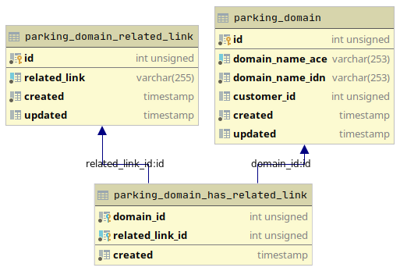 parking_domain_related_link
id int unsigned
related_link varchar(255)
created timestamp
updated timestamp
parking_domain
id int unsigned
domain_name_ace varchar(253)
domain_name_idn varchar(253)
customer_id int unsigned
created timestamp
updated timestamp
related_link_id:id
domain_id:id
parking_domain_has_related_link
domain_id int unsigned
related_link_id int unsigned
created timestamp